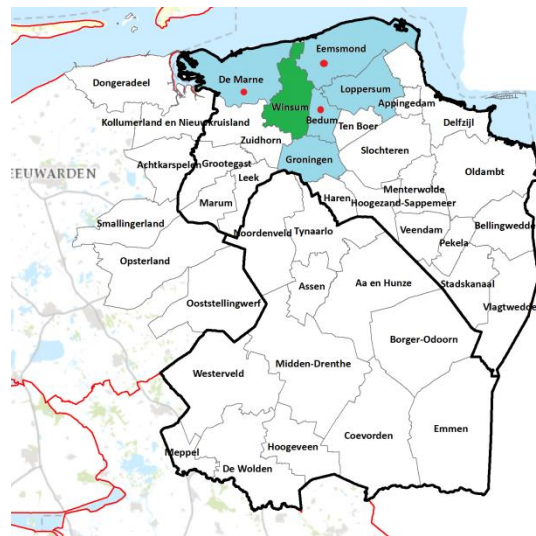 Eemsmond
De Marne
Dongeradeel
Loppersum
Winsum
Appingedam
Bedum
Kollumerland en Nieuwkruisland
Ten Boer
Delfzijl
Zuidhorn
Slochteren
Achtkarspelen
Grootegast
Groningen
Oldambt
EEUWARDEN
Leek
Menterwolde
Marum
Haren
Hoogezand-Sappemeer
Smallingerland
Noordenveld
Tynaarlo
Veendam
Bellingwedde
Pekela
Opsterland
Assen
Aa en Hunze
Stadskanaal
Ooststellingwerf
Vlagtwedde
Borger-Odoorn
Westerveld
Midden-Drenthe
Coevorden
Emmen
Meppel
Hoogeveen
De Wolden